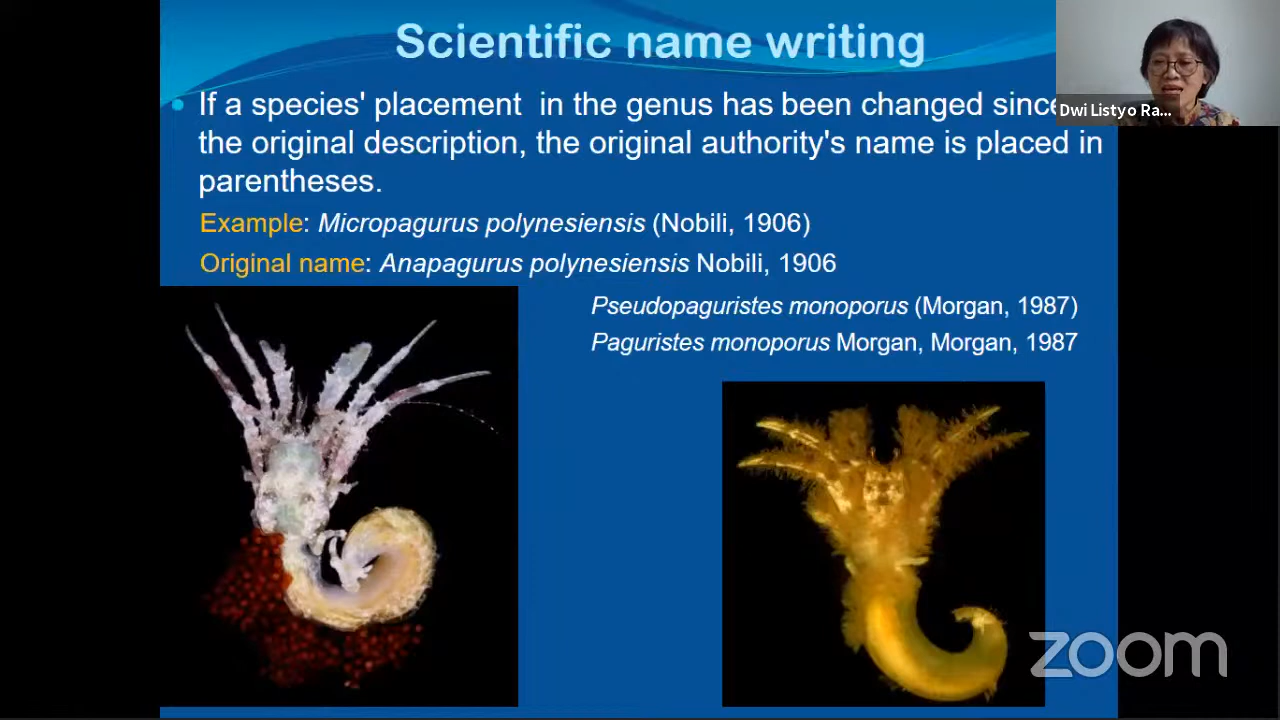 Scientific name writing
Dwi Listyo Ra...
• If a species' placement in the genus has been changed since
the original description, the original authority's name is placed in
parentheses.
Example: Micropagurus polynesiensis (Nobili, 1906)
Original name: Anapagurus polynesiensis Nobili, 1906
Pseudopaguristes monoporus (Morgan, 1987)
Paguristes monoporus Morgan, Morgan, 1987
zoom